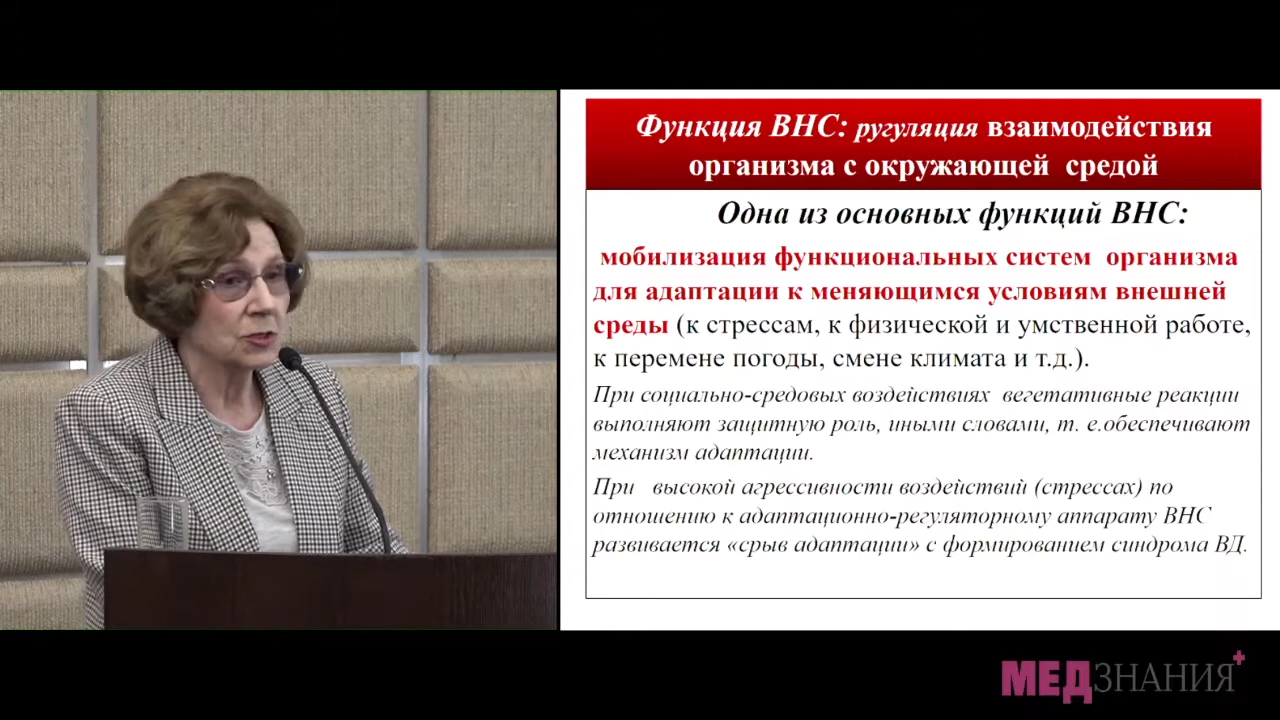 Функция ВНС: ругуляция взаимодействия
организма с окружающей средой
Одна из основных функций ВНС:
мобилизация функциональных систем организма
для адаптации к меняющимся условиям внешней
среды (к стрессам, к физической и умственной работе,
к перемене погоды, смене климата и т.д.).
При социально-средовых воздействиях вегетативные реакции
выполняют защитную роль, иными словами, т. е.обеспечивают
механизм адаптации.
При высокой агрессивности воздействий (стрессах) по
отношению к адаптационно-регуляторному аппарату ВНС
развивается «срыв адаптации» с формированием синдрома ВД.
МЕДЗНАНИЯ+